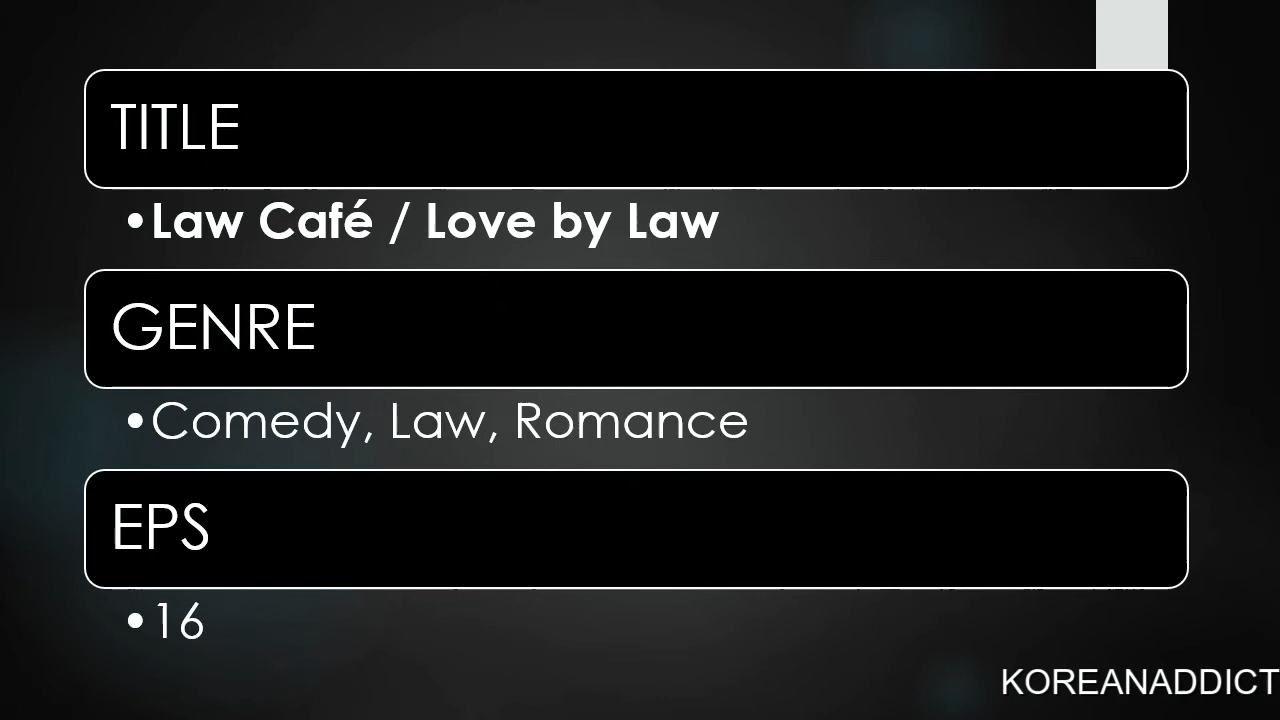 TITLE
•Law Café / Love by Law
GENRE
•Comedy, Law, Romance
EPS
•16
KOREANADDICT